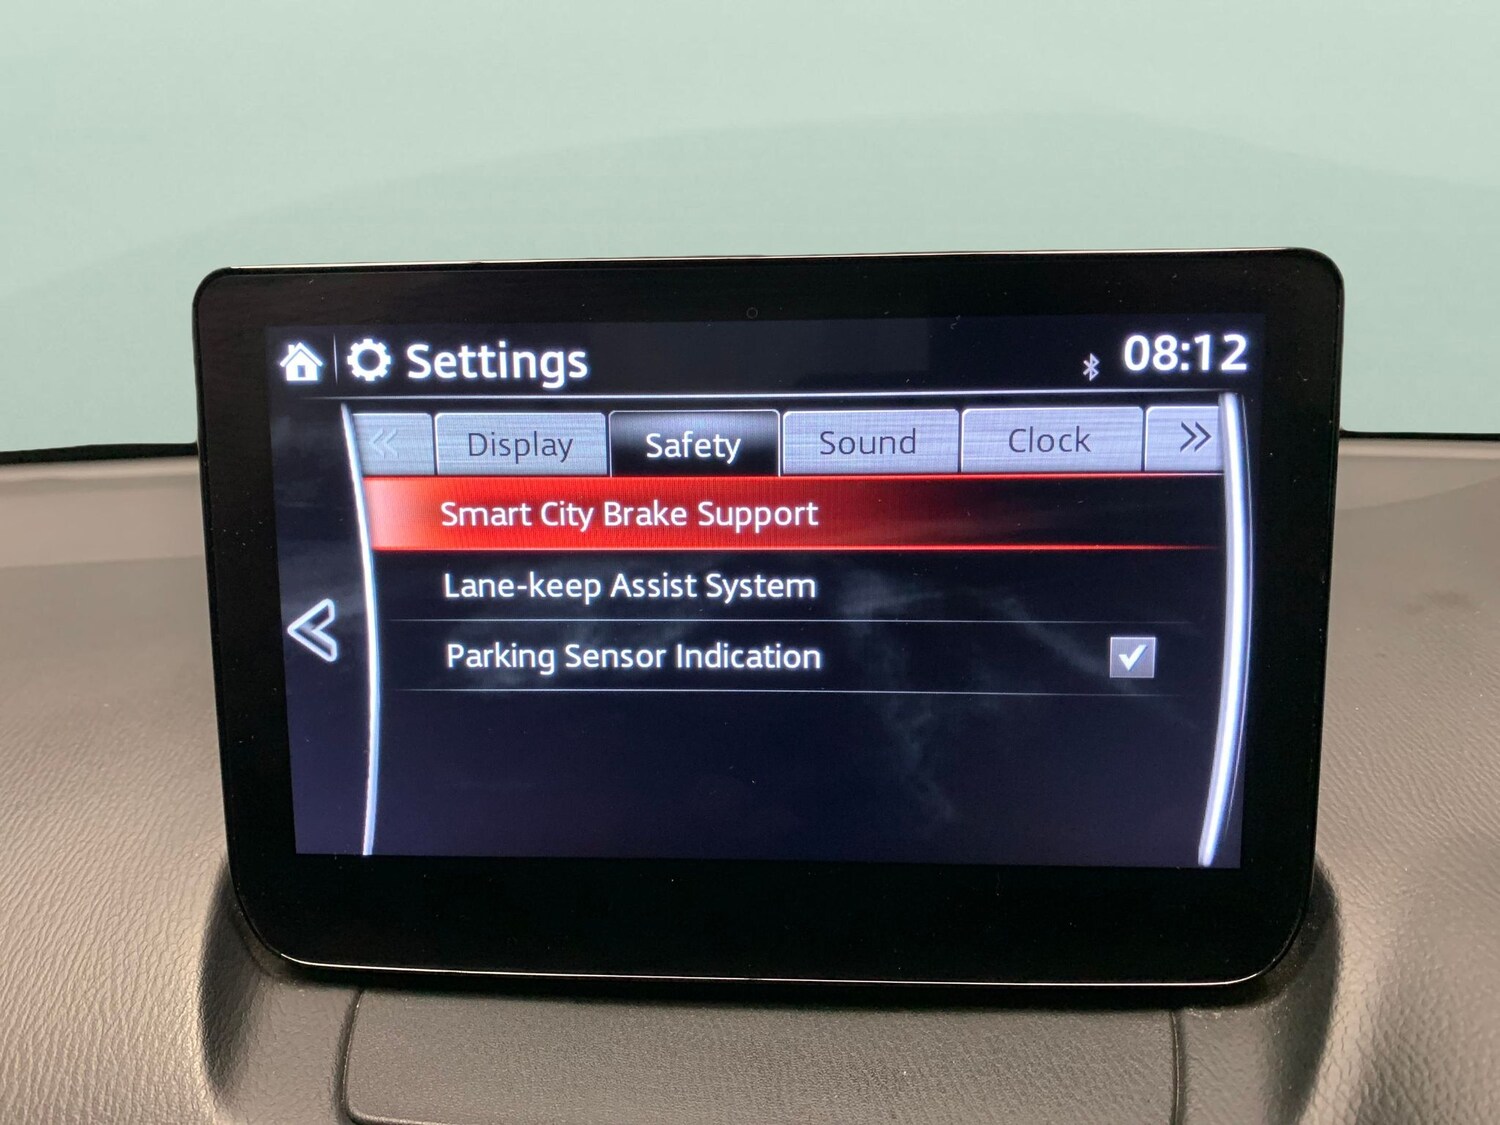 Settings 08:12
« Display Safety Sound Clock »
Smart City Brake Support
Lane-keep Assist System
Parking Sensor Indication